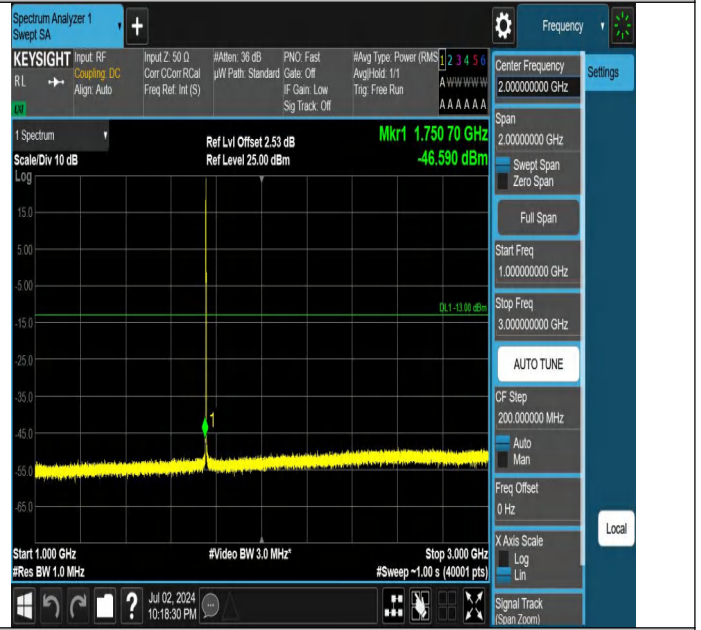 Spectrum Analyzer 1
Swept SA
+
Frequency
KEYSIGHT
RL
LXI
Input: RF
Coupling: DC
Align: Auto
Input Z: 50 Ω
Corr CCorr RCal
Freq Ref: Int (S)
#Atten: 36 dB
µW Path: Standard
PNO: Fast
Gate: Off
IF Gain: Low
Sig Track: Off
#Avg Type: Power (RMS
Avg|Hold: 1/1
Trig: Free Run
1 2 3 4 5 6
A W W W W W
A A A A A A
Center Frequency
2.000000000 GHz
Settings
1 Spectrum
Scale/Div 10 dB
Ref Lvl Offset 2.53 dB
Ref Level 25.00 dBm
Mkr1 1.750 70 GHz
-46.590 dBm
Log
15.0
5.00
-5.00
-15.0
-25.0
-35.0
-45.0
-55.0
-65.0
DL1 -13.00 dBm
1
Start 1.000 GHz
#Res BW 1.0 MHz
#Video BW 3.0 MHz*
Stop 3.000 GHz
#Sweep ~1.00 s (40001 pts)
Span
2.00000000 GHz
Swept Span
Zero Span
Full Span
Start Freq
1.000000000 GHz
Stop Freq
3.000000000 GHz
AUTO TUNE
CF Step
200.000000 MHz
Auto
Man
Freq Offset
0 Hz
X Axis Scale
Log
Lin
Signal Track
(Span Zoom)
Local
?
Jul 02, 2024
10:18:30 PM